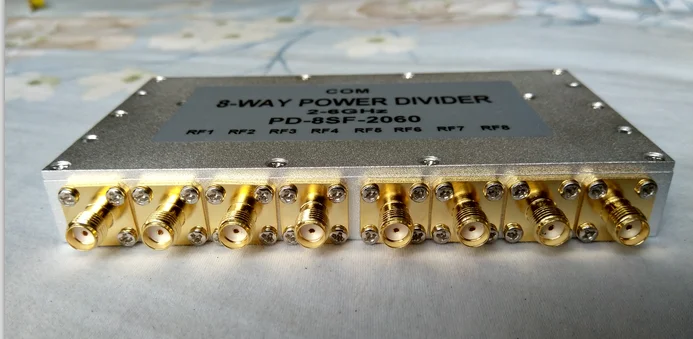 COM
8-WAY POWER DIVIDER
2-6GHz
PD-8SF-2060
RF1 RF2 RF3 RF4 RF5 RF6 RF7 RF8